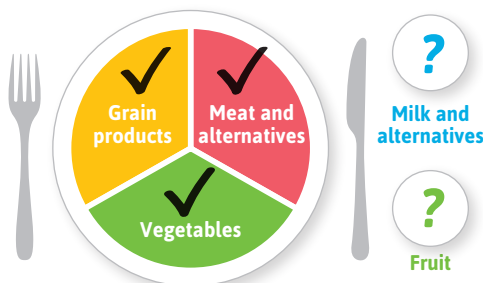 Grain
products
Meat and
alternatives
Vegetables
?
Milk and
alternatives
?
Fruit